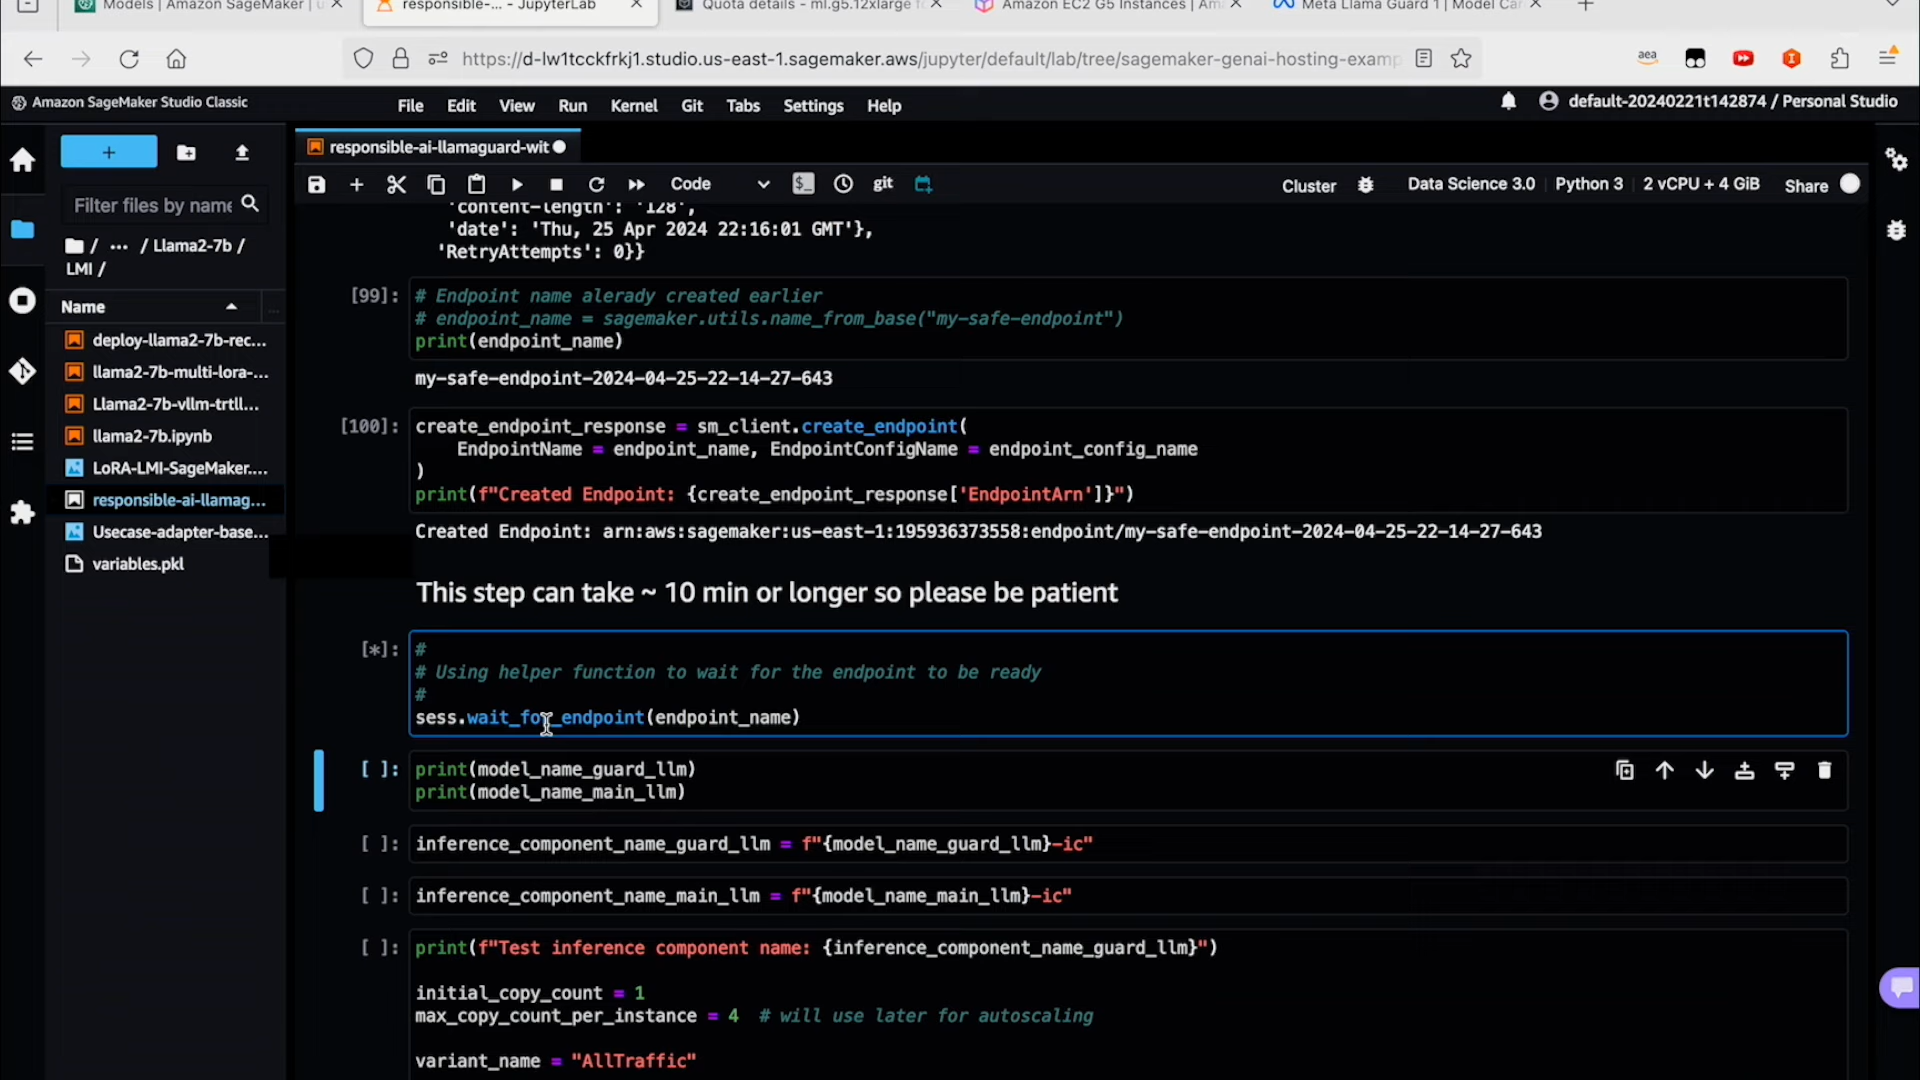 Models | Amazon SageMaker | u
responsible-... - JupyterLab
Quota details - ml.g5.12xlarge f
Amazon EC2 G5 Instances | Am
Meta Llama Guard 1 | Model Car
https://d-lw1tcckfrkj1.studio.us-east-1.sagemaker.aws/jupyter/default/lab/tree/sagemaker-genai-hosting-examp
aea
Amazon SageMaker Studio Classic
File Edit View Run Kernel Git Tabs Settings Help
default-20240221t142874 / Personal Studio
responsible-ai-llamaguard-wit
Code
git
Cluster
Data Science 3.0 | Python 3 | 2 vCPU + 4 GiB
Share
Filter files by name
/ ··· / Llama2-7b /
LMI /
Name
deploy-llama2-7b-rec...
llama2-7b-multi-lora-...
Llama2-7b-vllm-trtll...
llama2-7b.ipynb
LoRA-LMI-SageMaker....
responsible-ai-llamag...
Usecase-adapter-base...
variables.pkl
'content-length': '128',
'date': 'Thu, 25 Apr 2024 22:16:01 GMT'},
'RetryAttempts': 0}}
[99]: # Endpoint name alerady created earlier
# endpoint_name = sagemaker.utils.name_from_base("my-safe-endpoint")
print(endpoint_name)
my-safe-endpoint-2024-04-25-22-14-27-643
[100]: create_endpoint_response = sm_client.create_endpoint(
EndpointName = endpoint_name, EndpointConfigName = endpoint_config_name
)
print(f"Created Endpoint: {create_endpoint_response['EndpointArn']}")
Created Endpoint: arn:aws:sagemaker:us-east-1:195936373558:endpoint/my-safe-endpoint-2024-04-25-22-14-27-643
This step can take ~ 10 min or longer so please be patient
[*]: #
# Using helper function to wait for the endpoint to be ready
#
sess.wait_for_endpoint(endpoint_name)
[ ]: print(model_name_guard_llm)
print(model_name_main_llm)
[ ]: inference_component_name_guard_llm = f"{model_name_guard_llm}-ic"
[ ]: inference_component_name_main_llm = f"{model_name_main_llm}-ic"
[ ]: print(f"Test inference component name: {inference_component_name_guard_llm}")
initial_copy_count = 1
max_copy_count_per_instance = 4 # will use later for autoscaling
variant_name = "AllTraffic"